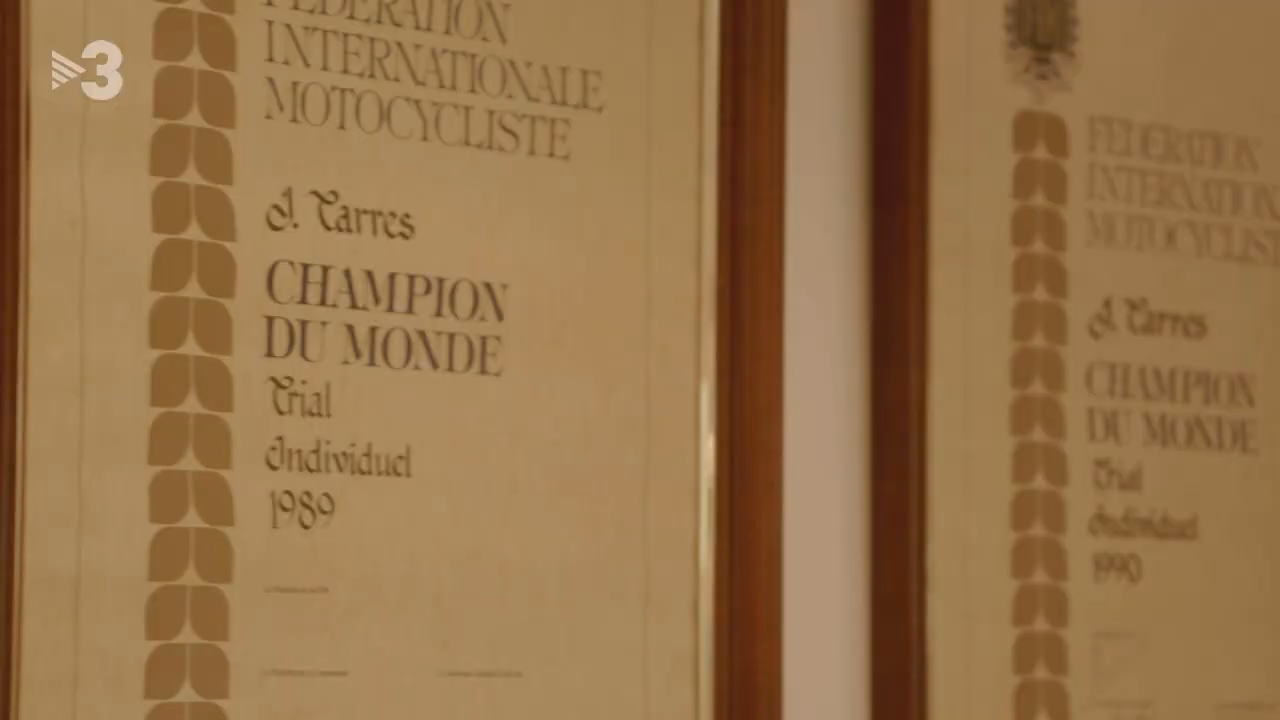 3
FEDERATION
INTERNATIONALE
MOTOCYCLISTE
J. Tarres
CHAMPION
DU MONDE
Trial
Individuel
1989
FEDERATION
INTERNATION
MOTOCYCLIST
J. Tarres
CHAMPION
DU MONDE
Trial
Individuel
1990